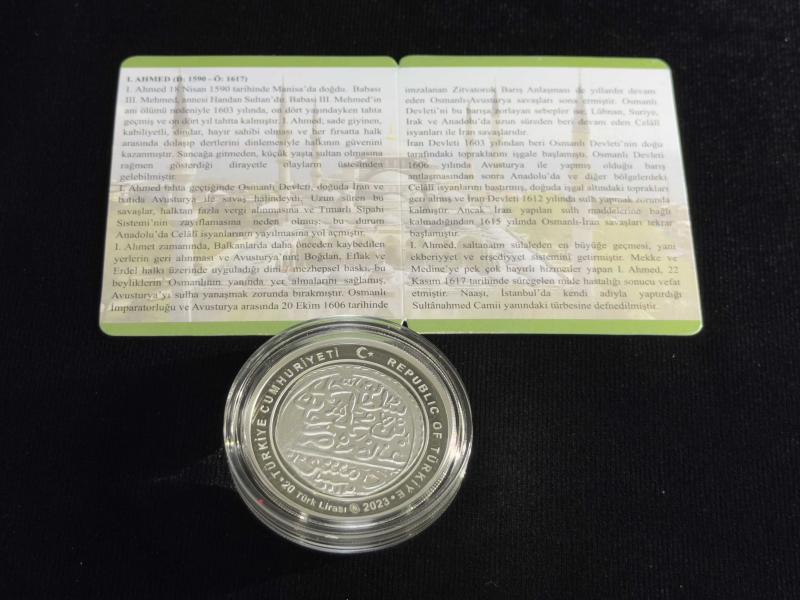 I. AHMED (D: 1590 - Ö: 1617)
I. Ahmed 18 Nisan 1590 tarihinde Manisa'da doğdu. Babası
III. Mehmed, annesi Handan Sultan'dır. Babası III. Mehmed'in
ani ölümü nedeniyle 1603 yılında, on dört yaşındayken tahta
geçmiş ve on dört yıl tahtta kalmıştır. I. Ahmed; sade giyinen,
kabiliyetli, dindar, hayır sahibi olması ve her fırsatta halk
arasında dolaşıp dertlerini dinlemesiyle halkının güvenini
kazanmıştır. Sancağa gitmeden, küçük yaşta sultan olmasına
rağmen gösterdiği dirayetle olayların üstesinden
gelebilmiştir.
I. Ahmed tahta geçtiğinde Osmanlı Devleti, doğuda İran ve
batıda Avusturya ile savaş halindeydi. Uzun süren bu
savaşlar, halktan fazla vergi alınmasına ve Tımarlı Sipahi
Sistemi'nin zayıflamasına neden olmuş; bu durum
Anadolu'da Celâlî isyanlarının yayılmasına yol açmıştır.
I. Ahmet zamanında, Balkanlarda daha önceden kaybedilen
yerlerin geri alınması ve Avusturya'nın; Boğdan, Eflak ve
Erdel halkı üzerinde uyguladığı dinî - mezhepsel baskı, bu
beyliklerin Osmanlının yanında yer almalarını sağlamış,
Avusturya'yı sulha yanaşmak zorunda bırakmıştır. Osmanlı
İmparatorluğu ve Avusturya arasında 20 Ekim 1606 tarihinde
imzalanan Zitvatorok Barış Anlaşması ile yıllardır devam
eden Osmanlı-Avusturya savaşları sona ermiştir. Osmanlı
Devleti'ni bu barışa zorlayan sebepler ise, Lübnan, Suriye,
Irak ve Anadolu'da uzun süreden beri devam eden Celâlî
isyanları ile İran savaşlarıdır.
İran Devleti 1603 yılından beri Osmanlı Devleti'nin doğu
tarafındaki topraklarını işgale başlamıştı. Osmanlı Devleti
1606 yılında Avusturya ile yapmış olduğu barış
antlaşmasından sonra Anadolu'da ve diğer bölgelerdeki
Celâlî isyanlarını bastırmış, doğuda işgal altındaki toprakları
geri almış ve İran Devleti 1612 yılında sulh yapmak zorunda
kalmıştır. Ancak İran yapılan sulh maddelerine bağlı
kalmadığından 1615 yılında Osmanlı-İran savaşları tekrar
başlamıştır.
I. Ahmed, saltanatın sülaleden en büyüğe geçmesi, yani
ekberiyyet ve erşediyyet sistemini getirmiştir. Mekke ve
Medine'ye pek çok hayırlı hizmetler yapan I. Ahmed, 22
Kasım 1617 tarihinde süregelen mide hastalığı sonucu vefat
etmiştir. Naaşı, İstanbul'da kendi adıyla yaptırdığı
Sultânahmed Camii yanındaki türbesine defnedilmiştir.
TÜRKİYE CUMHURİYETİ
REPUBLIC OF TÜRKİYE
20 Türk Lirası 2023